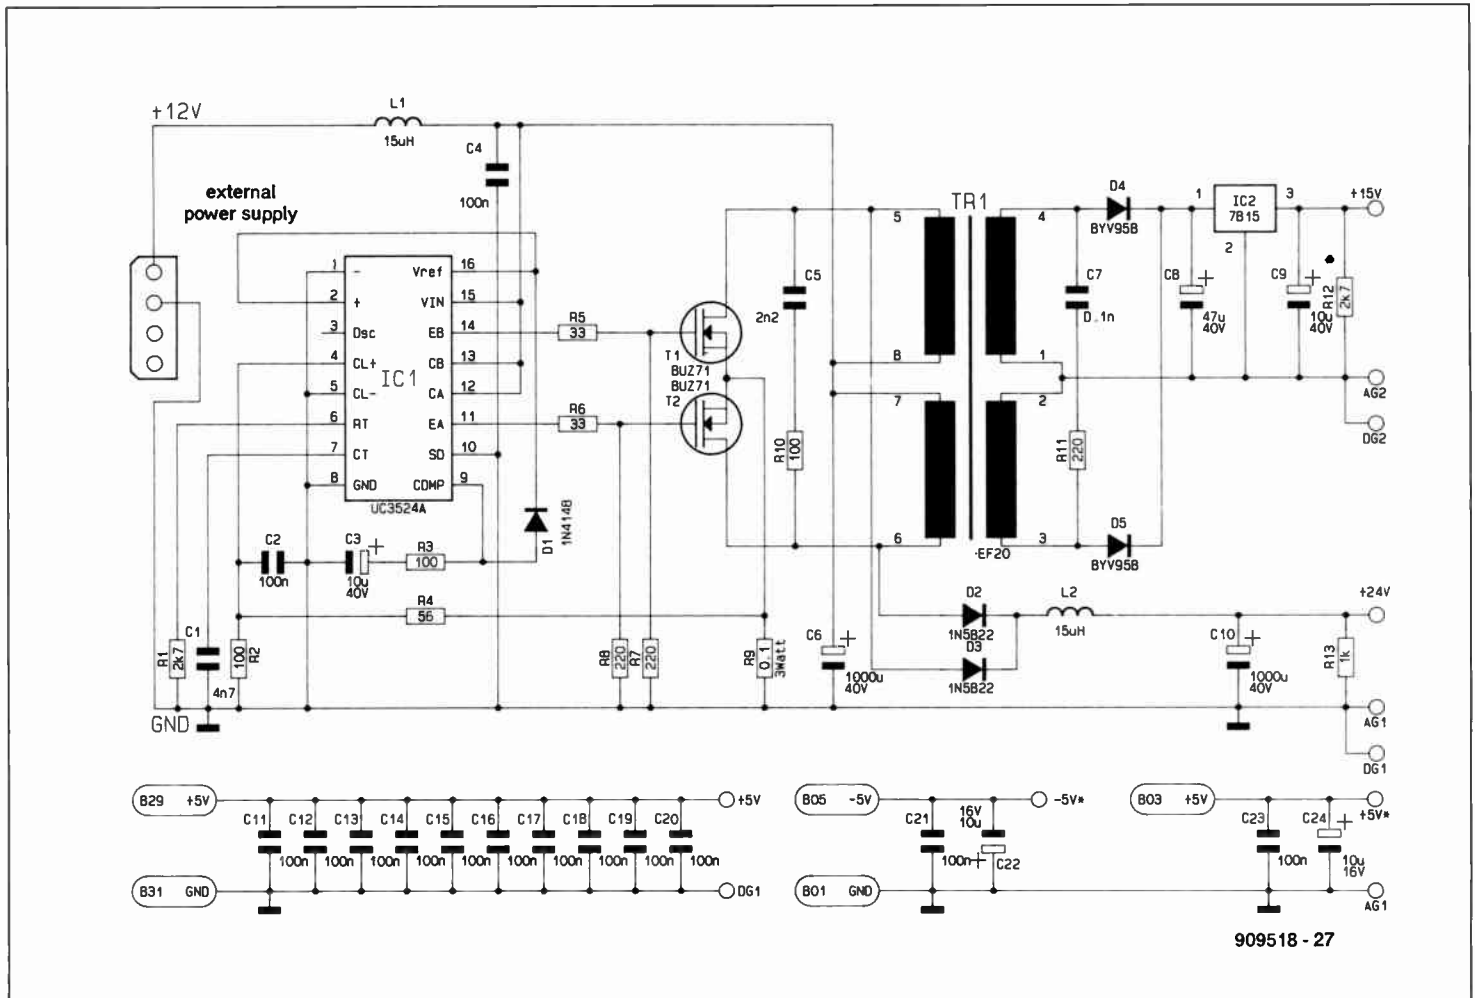 +12V
L1
15uH
C4
100n
external
power supply
1
-
Vref
16
2
+
VIN
15
3
Osc
EB
14
4
CL+
CB
13
IC1
5
CL-
CA
12
6
RT
EA
11
7
CT
SD
10
8
GND
COMP
9
UC3524A
R5
33
R6
33
T1
BUZ71
BUZ71
T2
D1
1N4148
C2
100n
C3
+
10u
40V
R3
100
R4
56
R1
2k7
C1
4n7
100
R2
R8
220
R7
220
R9
0.1
3Watt
GND
C5
2n2
R10
100
C6
+
1000u
40V
TR1
5
4
8
1
7
2
6
3
EF20
C7
0.1n
R11
220
D4
BYV95B
D5
BYV95B
1
IC2
7815
3
2
+15V
C8
+
47u
40V
C9
+
10u
40V
R12
2k7
AG2
DG2
D2
1N5822
D3
1N5822
L2
15uH
+24V
C10
+
1000u
40V
R13
1k
AG1
DG1
B29 +5V
+5V
C11
100n
C12
100n
C13
100n
C14
100n
C15
100n
C16
100n
C17
100n
C18
100n
C19
100n
C20
100n
B31 GND
DG1
B05 -5V
-5V*
C21
100n
16V
10u
+
C22
B01 GND
B03 +5V
+5V*
C23
100n
C24
+
10u
16V
AG1
909518 - 27